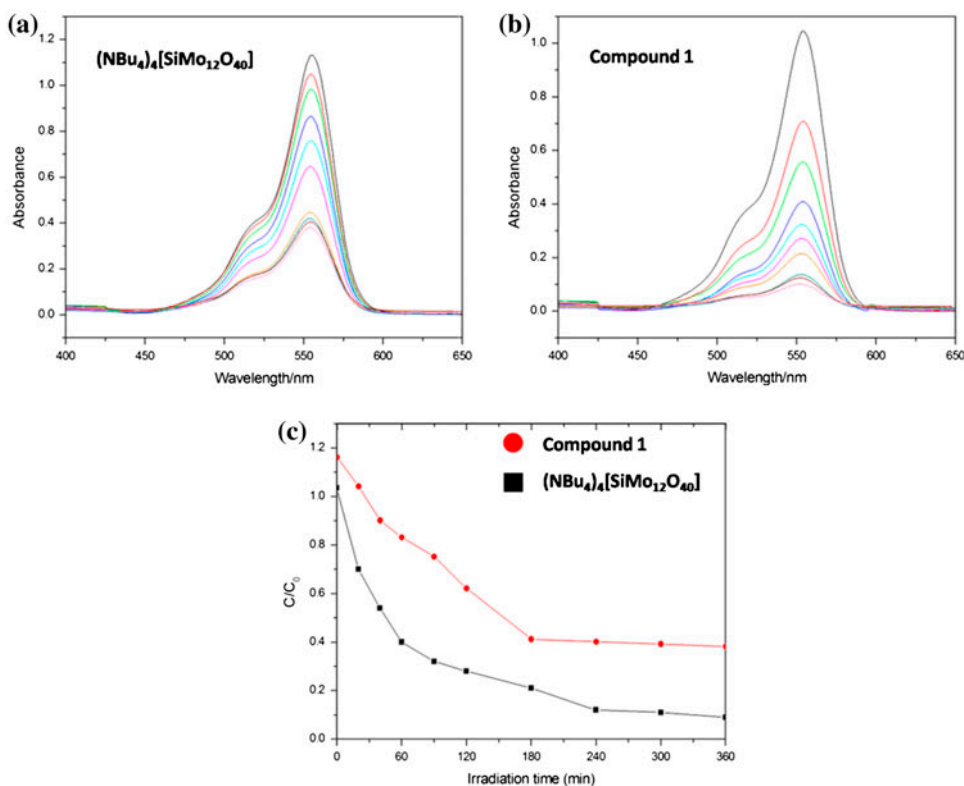 (a)
(NBu₄)₄[SiMo₁₂O₄₀]
Absorbance
1.2
1.0
0.8
0.6
0.4
0.2
0.0
400 450 500 550 600 650
Wavelength/nm
(b)
Compound 1
Absorbance
1.0
0.8
0.6
0.4
0.2
0.0
400 450 500 550 600 650
Wavelength/nm
(c)
Compound 1
(NBu₄)₄[SiMo₁₂O₄₀]
C/C₀
1.2
1.0
0.8
0.6
0.4
0.2
0.0
0 60 120 180 240 300 360
Irradiation time (min)